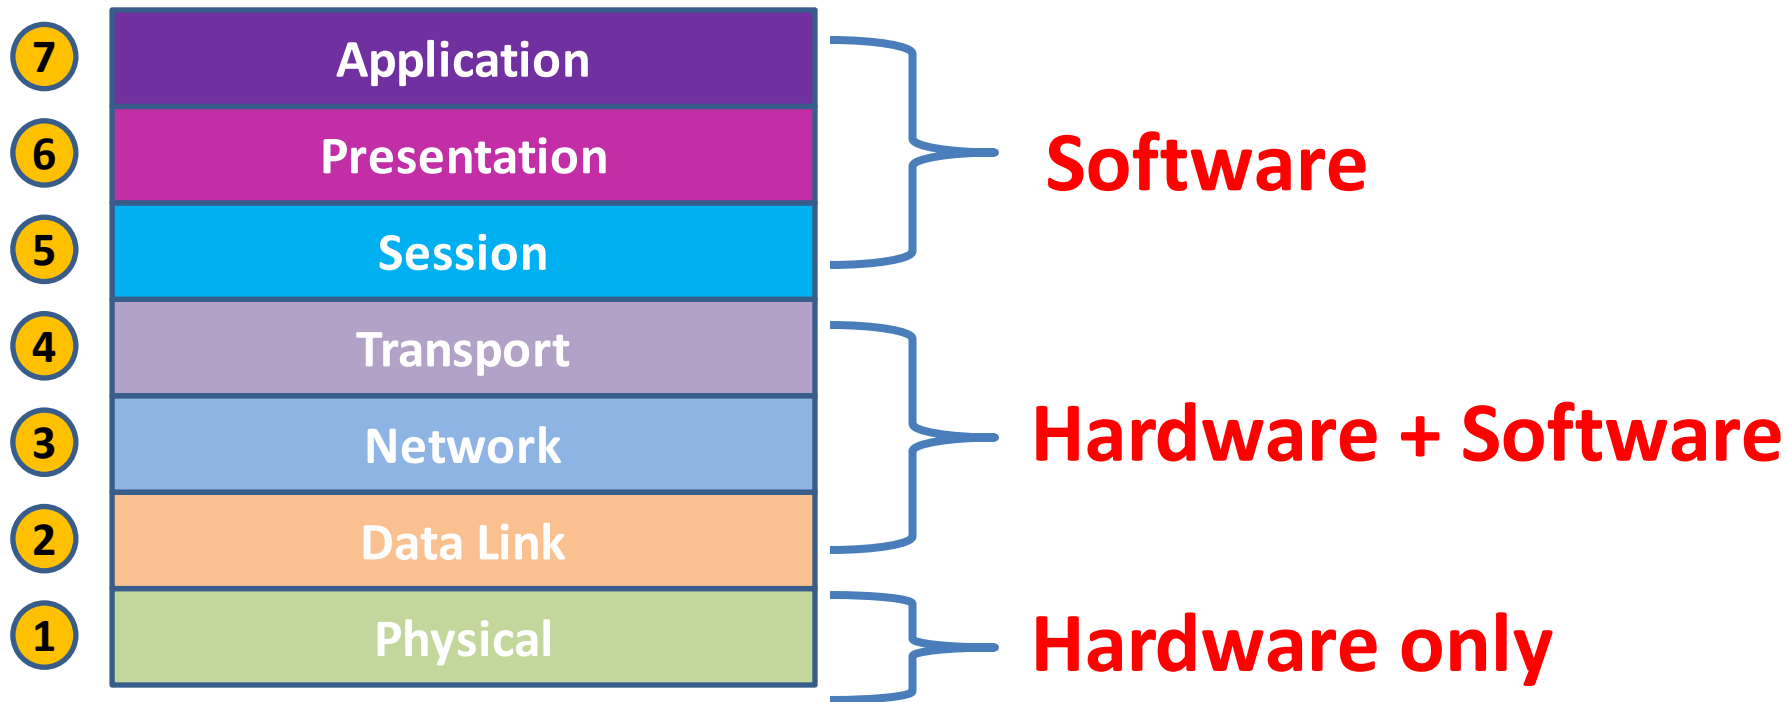 7 Application
6 Presentation
5 Session
Software
4 Transport
3 Network
2 Data Link
Hardware + Software
1 Physical
Hardware only